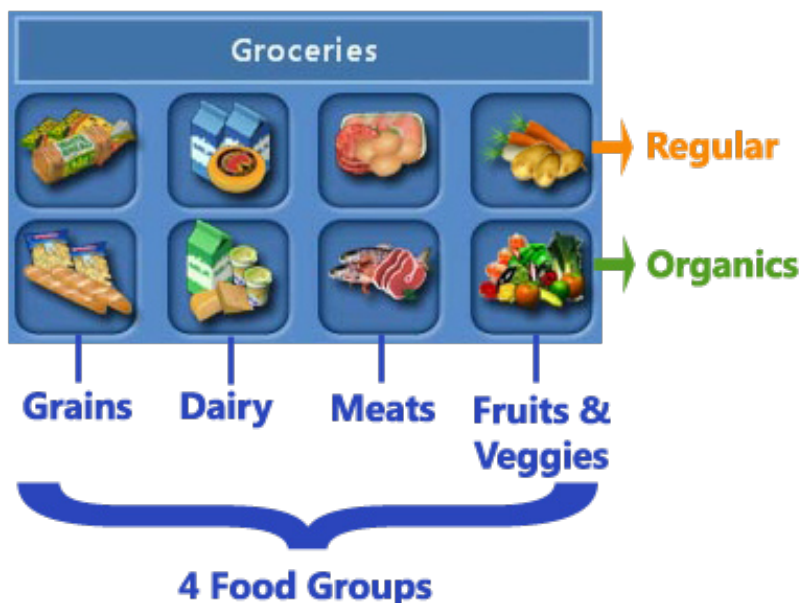 Groceries
Regular
Organics
Grains
Dairy
Meats
Fruits &
Veggies
4 Food Groups